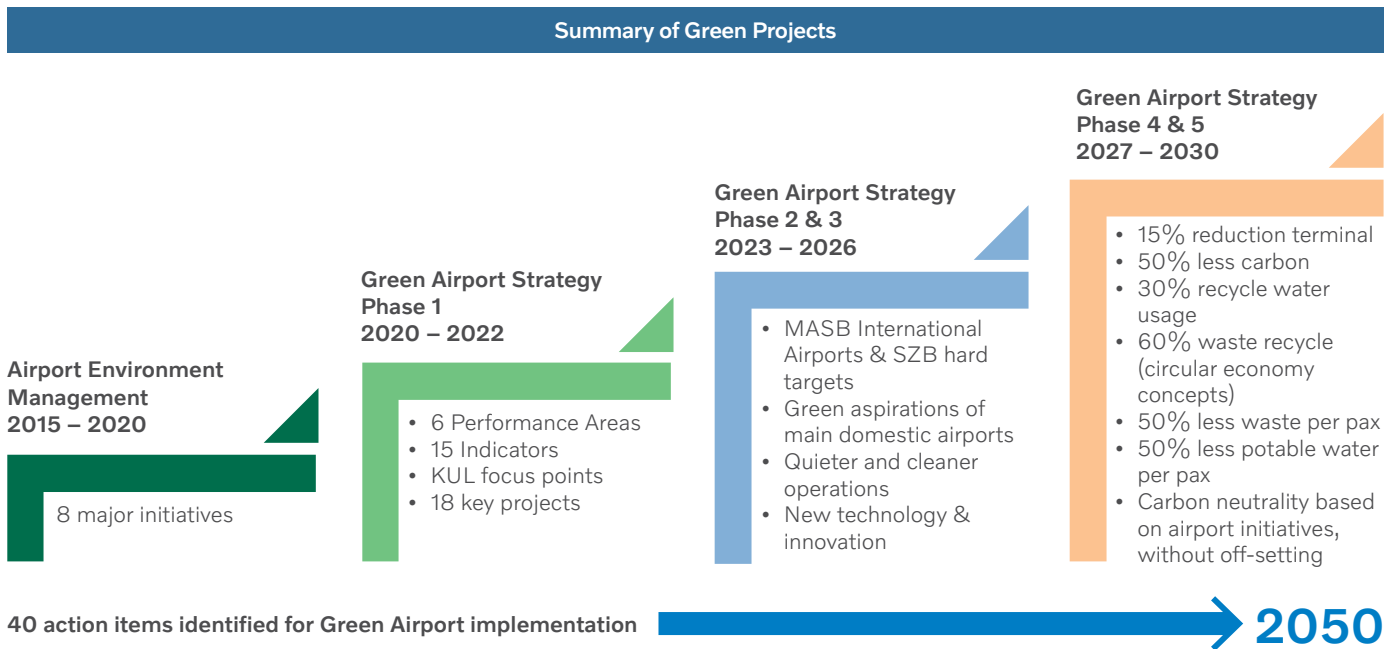 Summary of Green Projects
Airport Environment
Management
2015 – 2020
8 major initiatives
Green Airport Strategy
Phase 1
2020 – 2022
• 6 Performance Areas
• 15 Indicators
• KUL focus points
• 18 key projects
Green Airport Strategy
Phase 2 & 3
2023 – 2026
• MASB International
Airports & SZB hard
targets
• Green aspirations of
main domestic airports
• Quieter and cleaner
operations
• New technology &
innovation
Green Airport Strategy
Phase 4 & 5
2027 – 2030
• 15% reduction terminal
• 50% less carbon
• 30% recycle water
usage
• 60% waste recycle
(circular economy
concepts)
• 50% less waste per pax
• 50% less potable water
per pax
• Carbon neutrality based
on airport initiatives,
without off-setting
40 action items identified for Green Airport implementation
2050